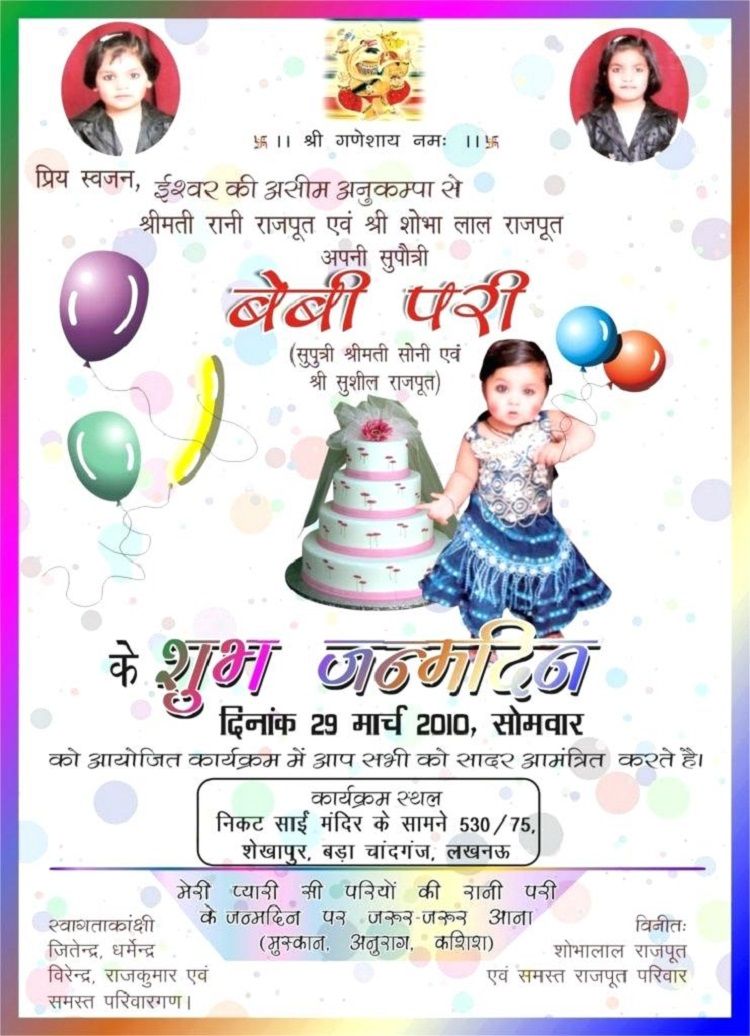 卐 ।। श्री गणेशाय नमः ।। 卐
प्रिय स्वजन, ईश्वर की असीम अनुकम्पा से
श्रीमती रानी राजपूत एवं श्री शोभा लाल राजपूत
अपनी सुपौत्री
बेबी परी
(सुपुत्री श्रीमती सोनी एवं
श्री सुशील राजपूत)
के शुभ जन्मदिन
दिनांक 29 मार्च 2010, सोमवार
को आयोजित कार्यक्रम में आप सभी को सादर आमंत्रित करते है।
कार्यक्रम स्थल
निकट साईं मंदिर के सामने 530/75,
शेखापुर, बड़ा चांदगंज, लखनऊ
मेरी प्यारी सी परियों की रानी परी
के जन्मदिन पर जरूर-जरूर आना
(मुस्कान, अनुराग, कशिश)
स्वागताकांक्षी
जितेन्द्र, धर्मेन्द्र
विरेन्द्र, राजकुमार एवं
समस्त परिवारगण।
विनीतः
शोभालाल राजपूत
एवं समस्त राजपूत परिवार